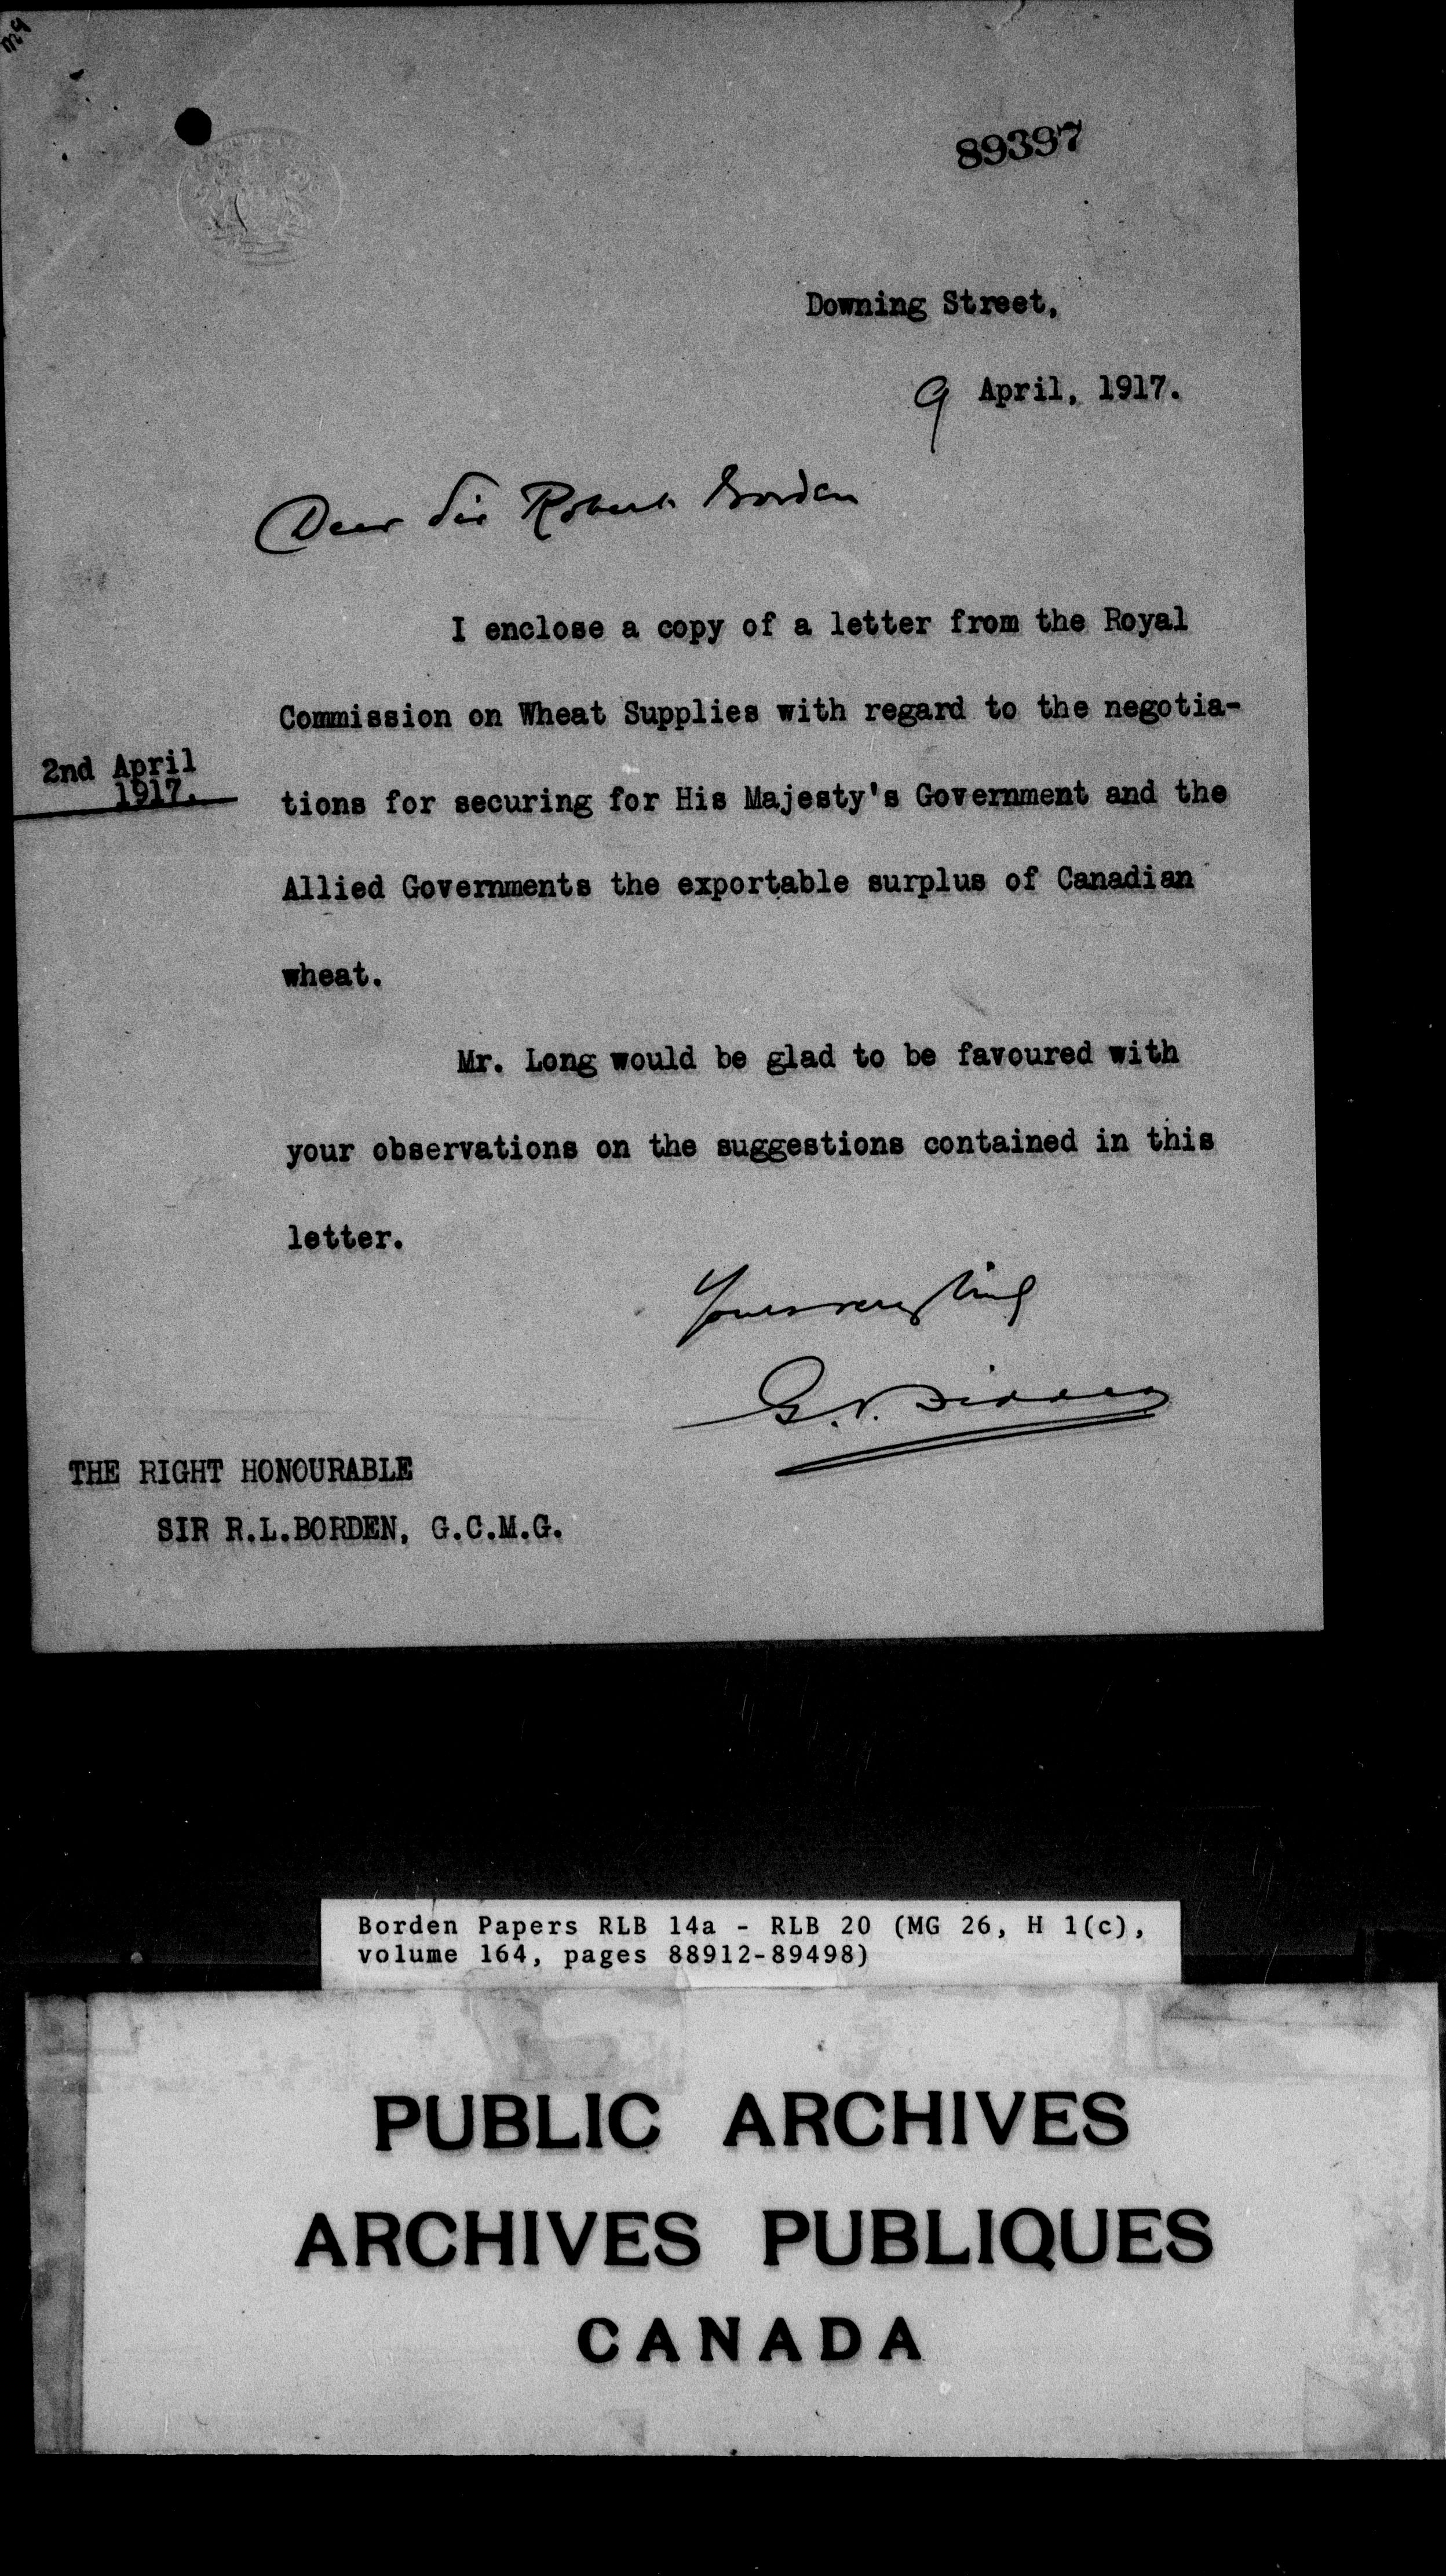 89397
Downing Street,
9 April, 1917.
Dear Sir Robert Borden
I enclose a copy of a letter from the Royal
Commission on Wheat Supplies with regard to the negotia-
2nd April
1917.
tions for securing for His Majesty's Government and the
Allied Governments the exportable surplus of Canadian
wheat.
Mr. Long would be glad to be favoured with
your observations on the suggestions contained in this
letter.
Yours very truly
G.V. Fiddes
THE RIGHT HONOURABLE
SIR R.L.BORDEN, G.C.M.G.
Borden Papers RLB 14a - RLB 20 (MG 26, H 1(c),
volume 164, pages 88912-89498)
PUBLIC ARCHIVES
ARCHIVES PUBLIQUES
CANADA